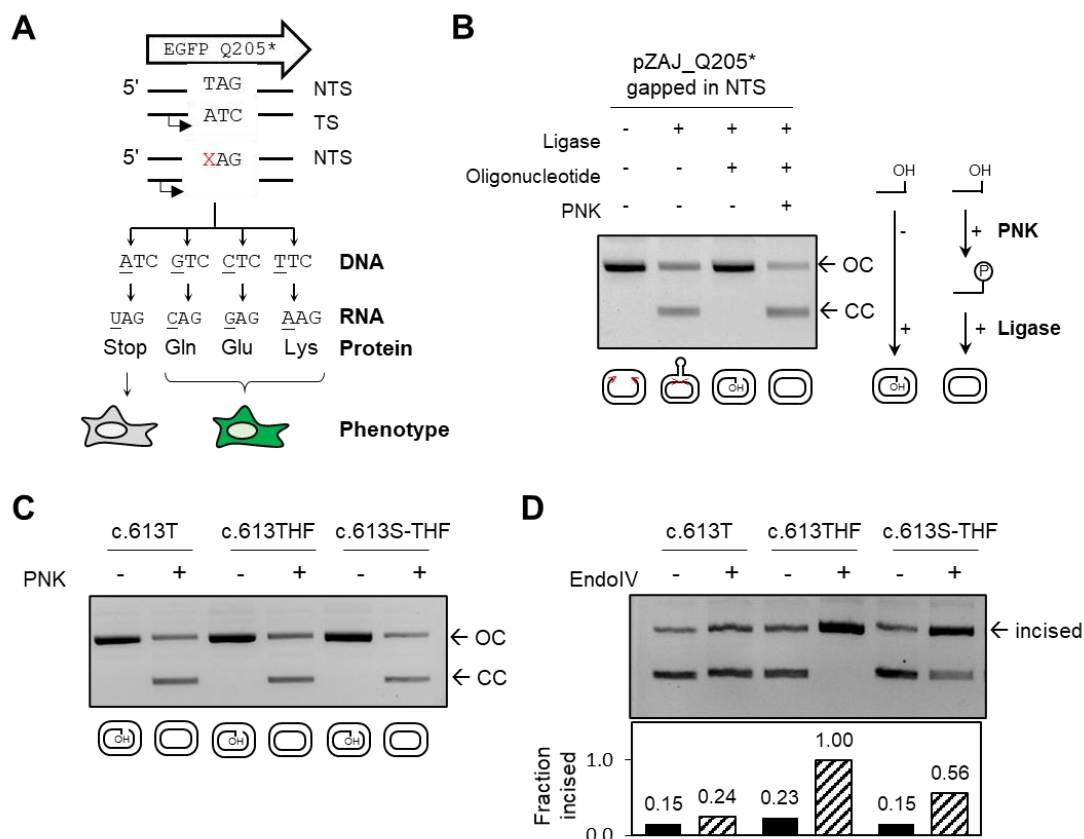 A
EGFP Q205*
5' TAG NTS
ATC TS
5' XAG NTS
ATC GTC CTC TTC DNA
UAG CAG GAG AAG RNA
Stop Gln Glu Lys Protein
Phenotype
B
pZAJ_Q205*
gapped in NTS
Ligase - + + +
Oligonucleotide - - + +
PNK - - - +
← OC
← CC
OH
OH OH
- + PNK
P
+ + Ligase
OH
C
c.613T c.613THF c.613S-THF
PNK - + - + - +
← OC
← CC
OH OH OH
D
c.613T c.613THF c.613S-THF
EndoIV - + - + - +
← incised
Fraction
incised
1.0
0.0
0.15 0.24 0.23 1.00 0.15 0.56